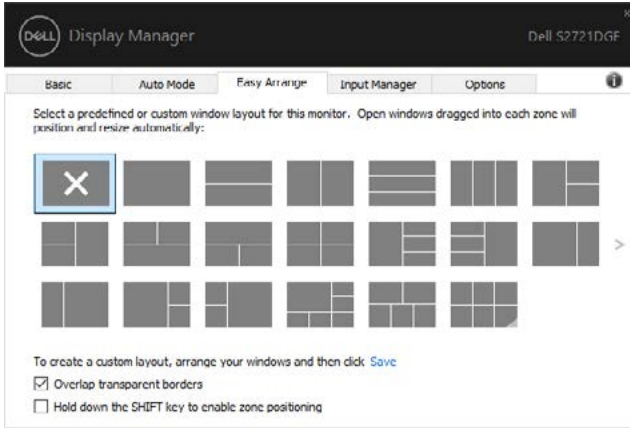 DELL Display Manager
Dell S2721DGF
Basic Auto Mode Easy Arrange Input Manager Options
Select a predefined or custom window layout for this monitor. Open windows dragged into each zone will
position and resize automatically:
To create a custom layout, arrange your windows and then click Save
Overlap transparent borders
Hold down the SHIFT key to enable zone positioning